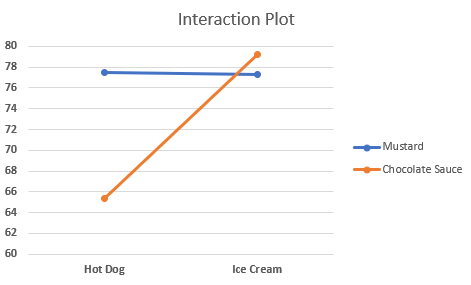 Interaction Plot
80
78
76
74
72
70
68
66
64
62
60
Hot Dog
Ice Cream
Mustard
Chocolate Sauce